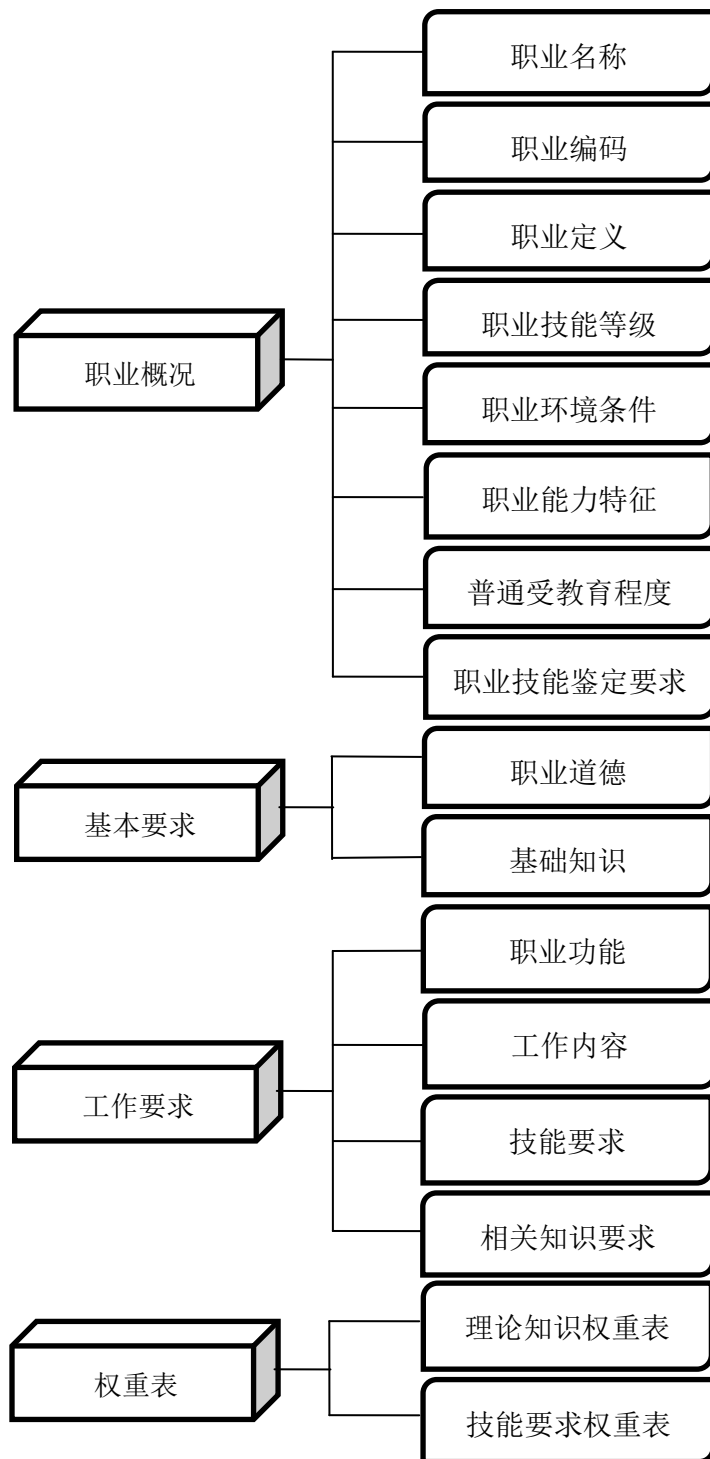 职业概况
职业名称
职业编码
职业定义
职业技能等级
职业环境条件
职业能力特征
普通受教育程度
职业技能鉴定要求
基本要求
职业道德
基础知识
工作要求
职业功能
工作内容
技能要求
相关知识要求
权重表
理论知识权重表
技能要求权重表